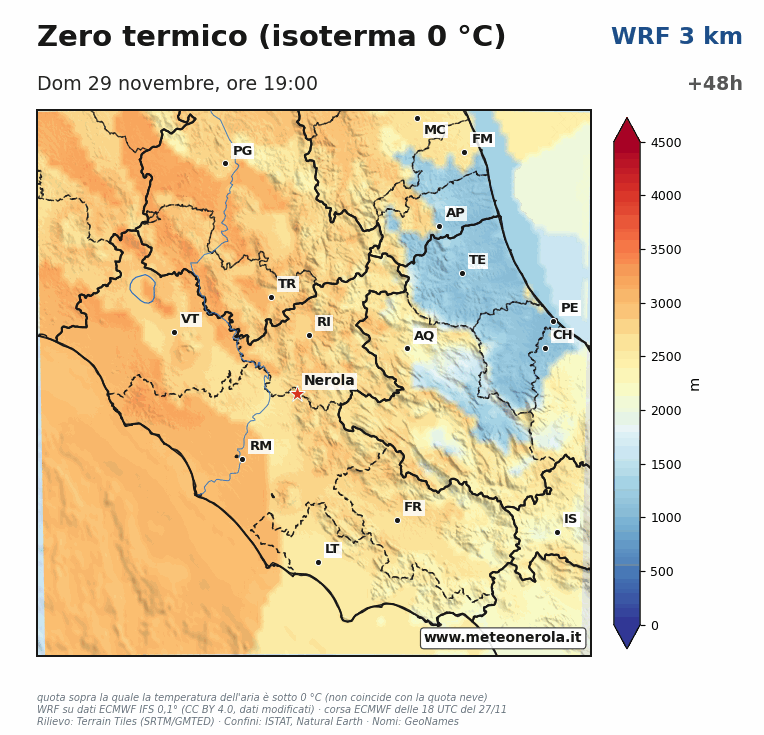 Zero termico (isoterma 0 °C)
WRF 3 km
Dom 29 novembre, ore 19:00
+48h
MC
FM
PG
AP
TE
TR
PE
VT
RI
AQ
CH
Nerola
RM
FR
IS
LT
www.meteonerola.it
4500
4000
3500
3000
2500
2000
1500
1000
500
0
m
quota sopra la quale la temperatura dell'aria è sotto 0 °C (non coincide con la quota neve)
WRF su dati ECMWF IFS 0,1° (CC BY 4.0, dati modificati) · corsa ECMWF delle 18 UTC del 27/11
Rilievo: Terrain Tiles (SRTM/GMTED) · Confini: ISTAT, Natural Earth · Nomi: GeoNames